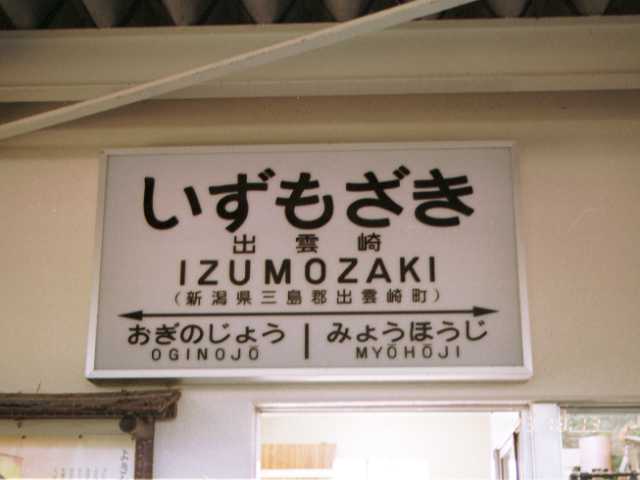 いずもざき
出雲崎
IZUMOZAKI
(新潟県三島郡出雲崎町)
おぎのじょう
みょうほうじ
OGINOJŌ
MYŌHŌJI